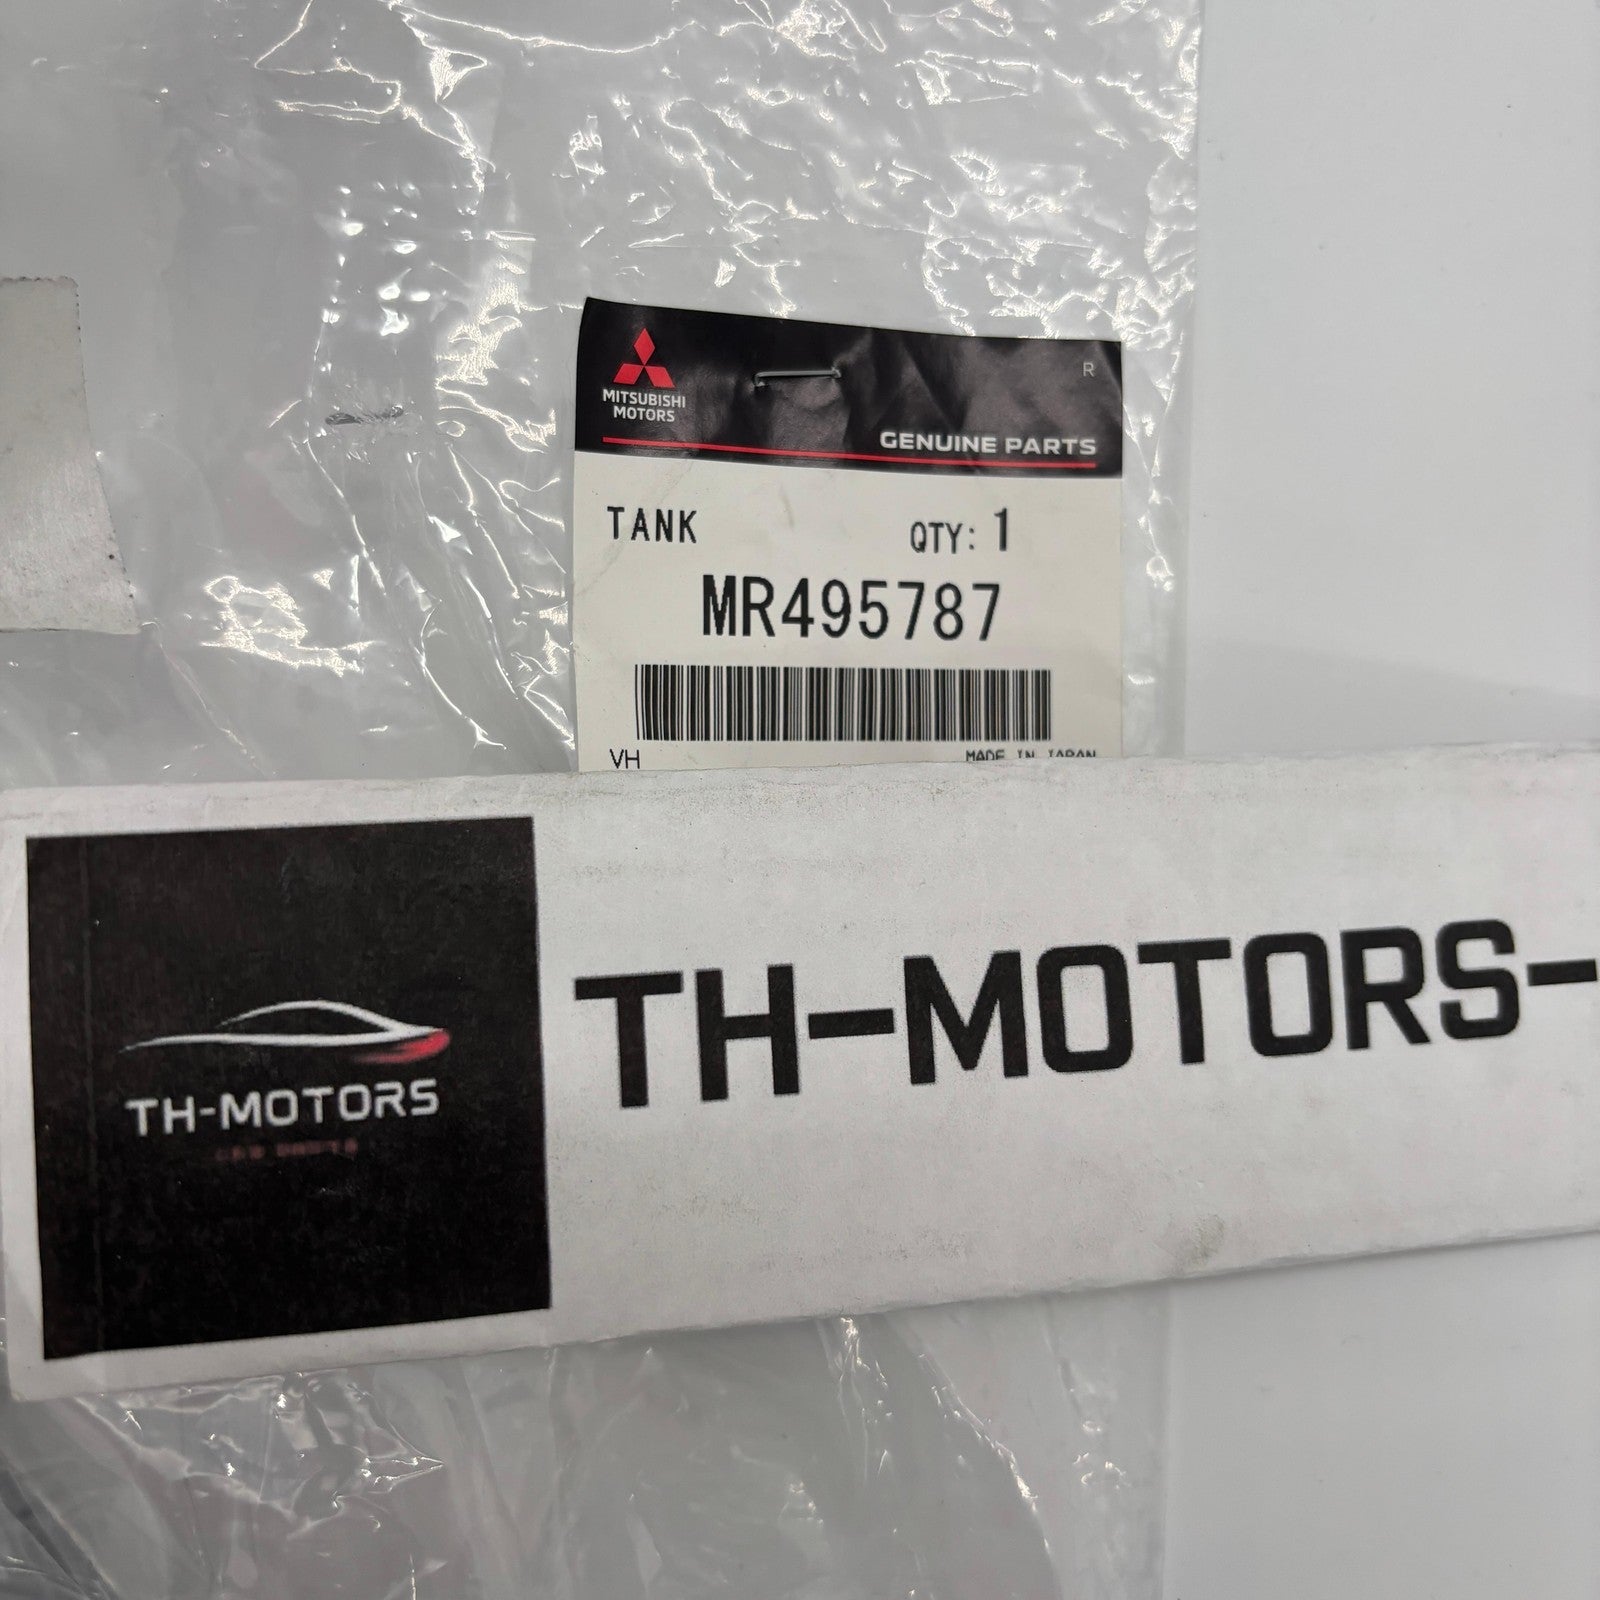 MITSUBISHI
MOTORS
R
GENUINE PARTS
TANK QTY: 1
MR495787
VH MADE IN JAPAN
TH-MOTORS-
TH-MOTORS